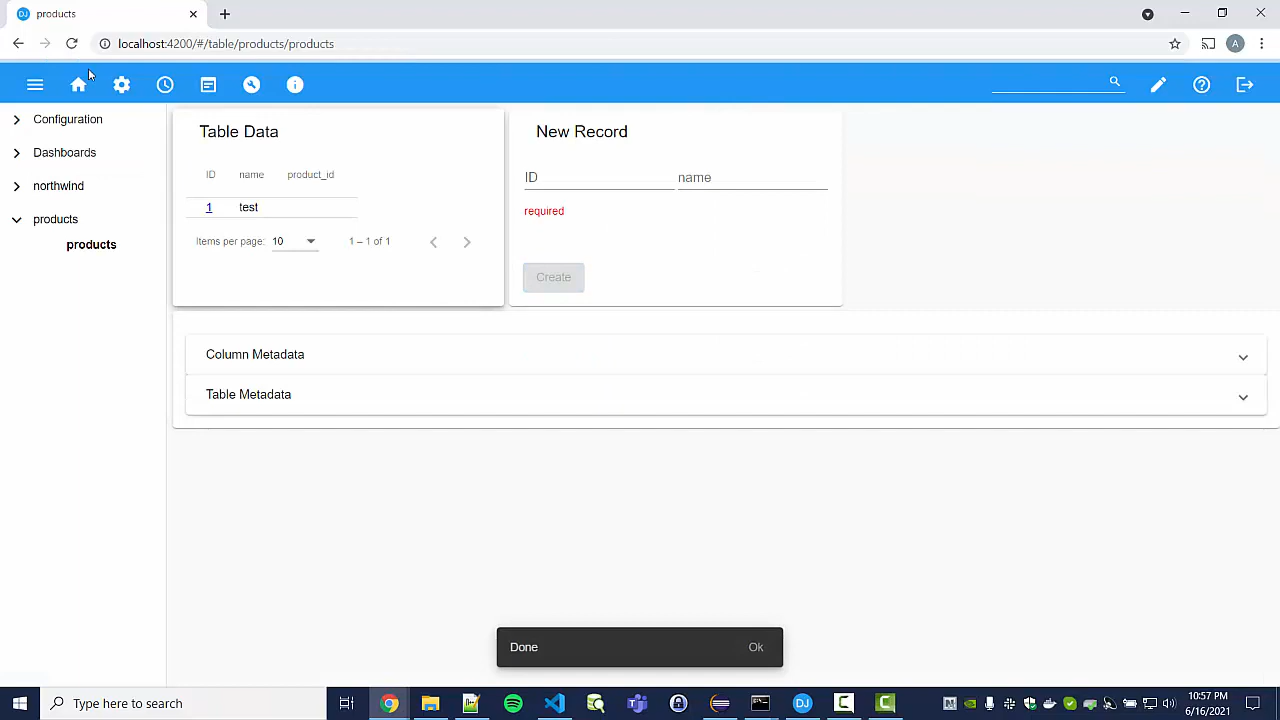 DJ products
localhost:4200/#/table/products/products
A
Configuration
Dashboards
northwind
products
products
Table Data
ID name product_id
1 test
Items per page: 10 1 – 1 of 1
New Record
ID name
required
Create
Column Metadata
Table Metadata
Done Ok
Type here to search
DJ
10:57 PM
6/16/2021